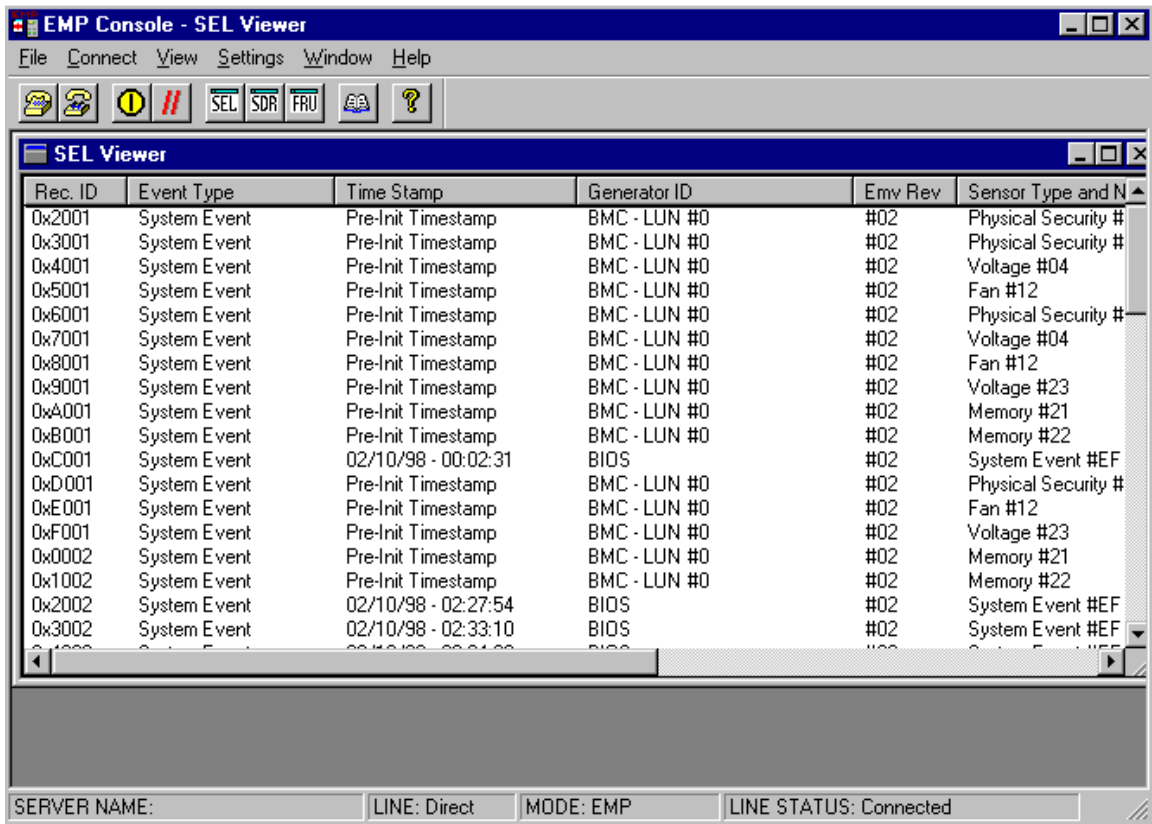 EMP Console - SEL Viewer
File Connect View Settings Window Help
SEL SDR FRU
SEL Viewer
Rec. ID Event Type Time Stamp Generator ID Emv Rev Sensor Type and N
0x2001 System Event Pre-Init Timestamp BMC - LUN #0 #02 Physical Security #
0x3001 System Event Pre-Init Timestamp BMC - LUN #0 #02 Physical Security #
0x4001 System Event Pre-Init Timestamp BMC - LUN #0 #02 Voltage #04
0x5001 System Event Pre-Init Timestamp BMC - LUN #0 #02 Fan #12
0x6001 System Event Pre-Init Timestamp BMC - LUN #0 #02 Physical Security #
0x7001 System Event Pre-Init Timestamp BMC - LUN #0 #02 Voltage #04
0x8001 System Event Pre-Init Timestamp BMC - LUN #0 #02 Fan #12
0x9001 System Event Pre-Init Timestamp BMC - LUN #0 #02 Voltage #23
0xA001 System Event Pre-Init Timestamp BMC - LUN #0 #02 Memory #21
0xB001 System Event Pre-Init Timestamp BMC - LUN #0 #02 Memory #22
0xC001 System Event 02/10/98 - 00:02:31 BIOS #02 System Event #EF
0xD001 System Event Pre-Init Timestamp BMC - LUN #0 #02 Physical Security #
0xE001 System Event Pre-Init Timestamp BMC - LUN #0 #02 Fan #12
0xF001 System Event Pre-Init Timestamp BMC - LUN #0 #02 Voltage #23
0x0002 System Event Pre-Init Timestamp BMC - LUN #0 #02 Memory #21
0x1002 System Event Pre-Init Timestamp BMC - LUN #0 #02 Memory #22
0x2002 System Event 02/10/98 - 02:27:54 BIOS #02 System Event #EF
0x3002 System Event 02/10/98 - 02:33:10 BIOS #02 System Event #EF
SERVER NAME: LINE: Direct MODE: EMP LINE STATUS: Connected